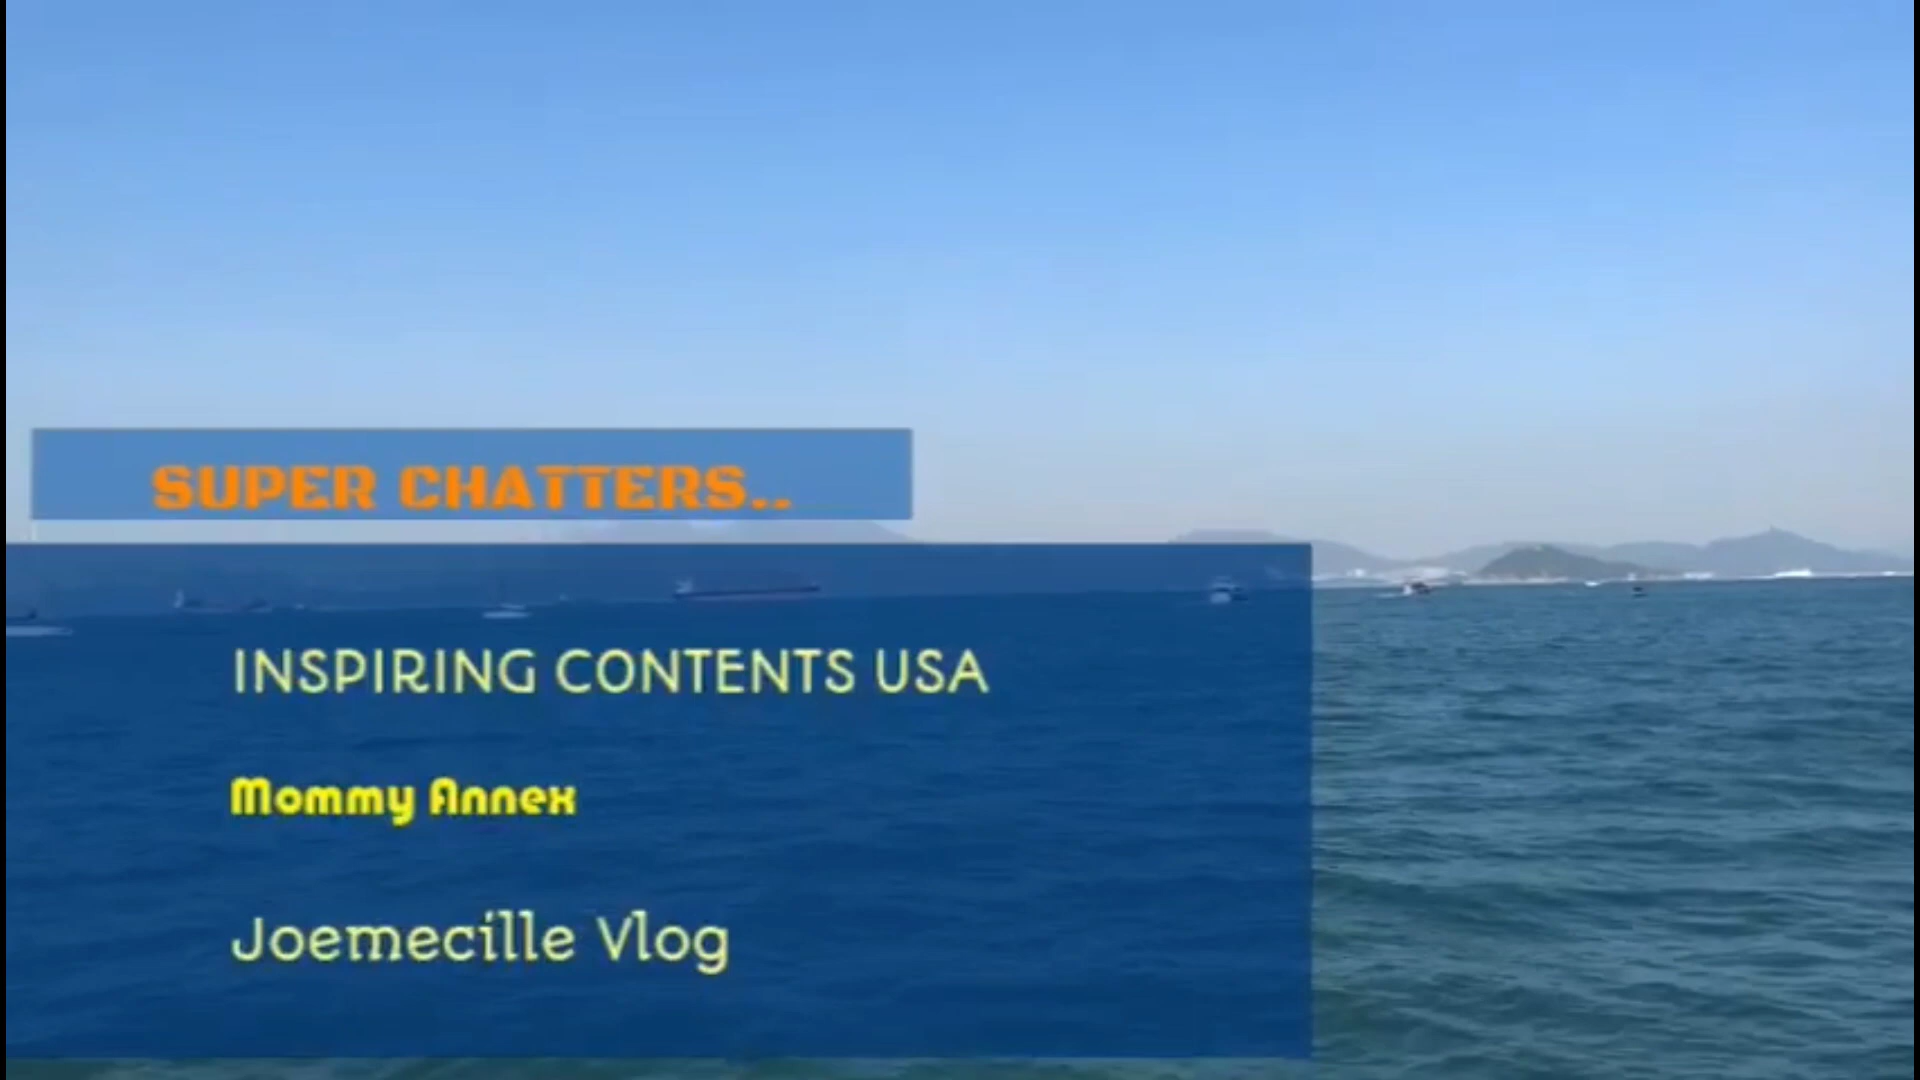 SUPER CHATTERS..
INSPIRING CONTENTS USA
Mommy Annex
Joemecille Vlog